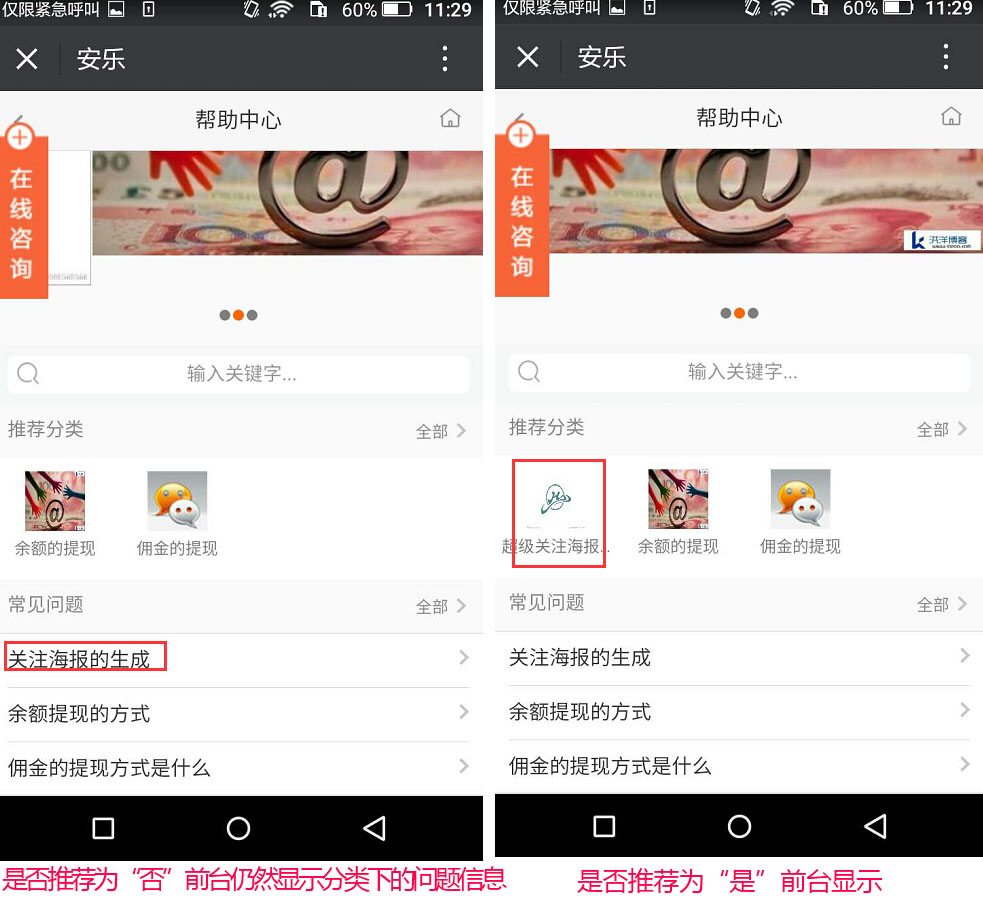 仅限紧急呼叫 60% 11:29
安乐
帮助中心
在线咨询
输入关键字...
推荐分类 全部
余额的提现 佣金的提现
常见问题 全部
关注海报的生成
余额提现的方式
佣金的提现方式是什么
是否推荐为“否”前台仍然显示分类下的问题信息
仅限紧急呼叫 60% 11:29
安乐
帮助中心
在线咨询
洪洋博客
输入关键字...
推荐分类 全部
超级关注海报... 余额的提现 佣金的提现
常见问题 全部
关注海报的生成
余额提现的方式
佣金的提现方式是什么
是否推荐为“是”前台显示